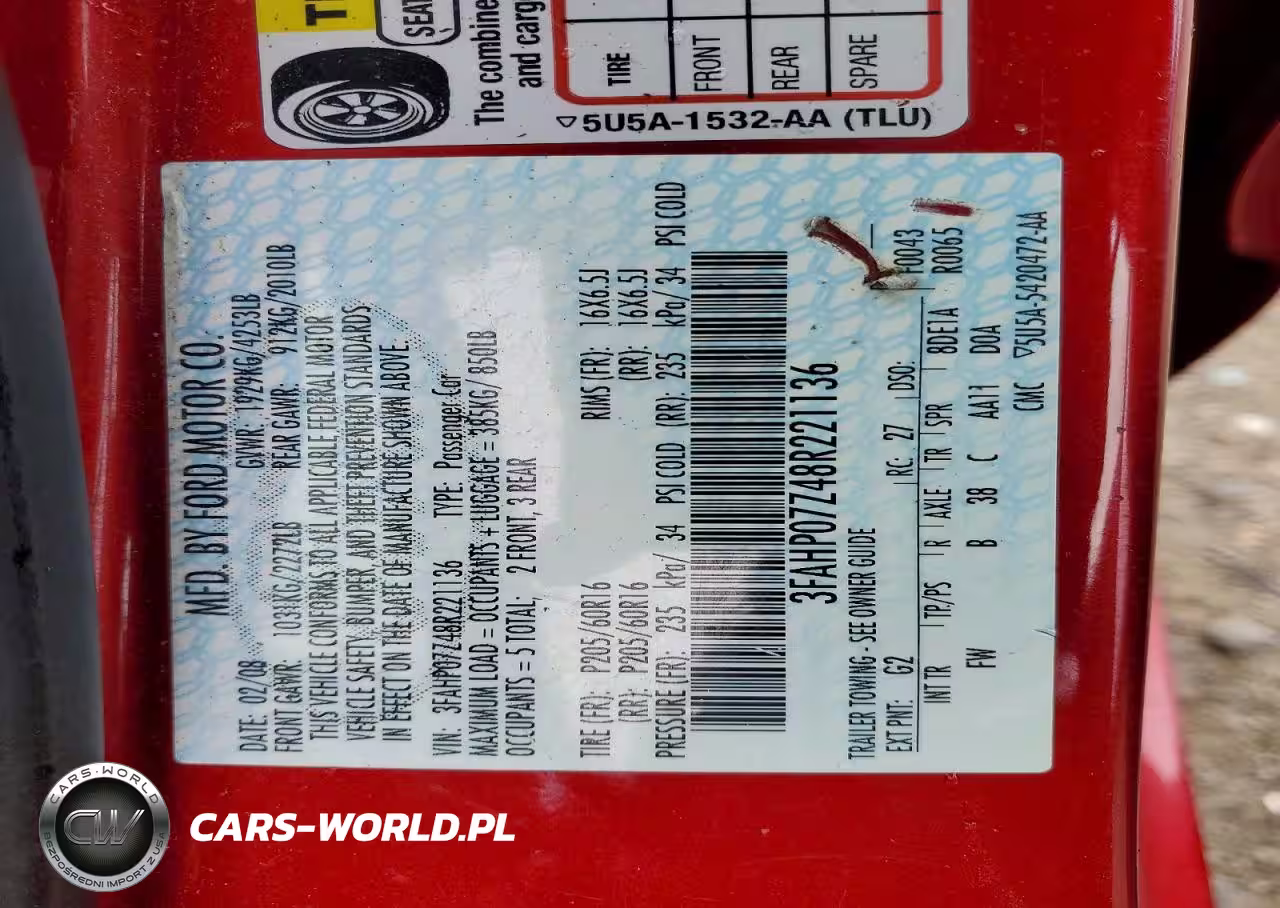 SEAT
The combine
and carg
TIRE
FRONT
REAR
SPARE
5U5A-1532-AA (TLU)
MFD. BY FORD MOTOR CO.
DATE: 02/08 GVWR: 1929KG/4253LB
FRONT GAWR: REAR GAWR: 912KG/2010LB
THIS VEHICLE CONFORMS TO ALL APPLICABLE FEDERAL MOTOR
VEHICLE SAFETY, BUMPER, AND THEFT PREVENTION STANDARDS
IN EFFECT ON THE DATE OF MANUFACTURE SHOWN ABOVE.
VIN: 3FAHP07Z48R221136 TYPE: Passenger Car
MAXIMUM LOAD = OCCUPANTS + LUGGAGE = 385KG/850LB
OCCUPANTS = 5 TOTAL; 2 FRONT, 3 REAR
TIRE (FR): P205/60R16 RIMS (FR): 16X6.5J
(RR): P205/60R16 (RR): 16X6.5J
PRESSURE (FR): 235 kPa/ 34 PSI COLD (RR): 235 kPa/34 PSI COLD
3FAHP07Z48R221136
TRAILER TOWING - SEE OWNER GUIDE
EXT PNT: G2 RC: 27 DSO: F0043
R0065
INT TR TP/PS R AXLE TR SPR 8DE1A
FW B 38 C AA11 D0A
CMC 5U5A-5420472-AA
CARS-WORLD
CW
BEZPOŚREDNI IMPORT Z USA
CARS-WORLD.PL